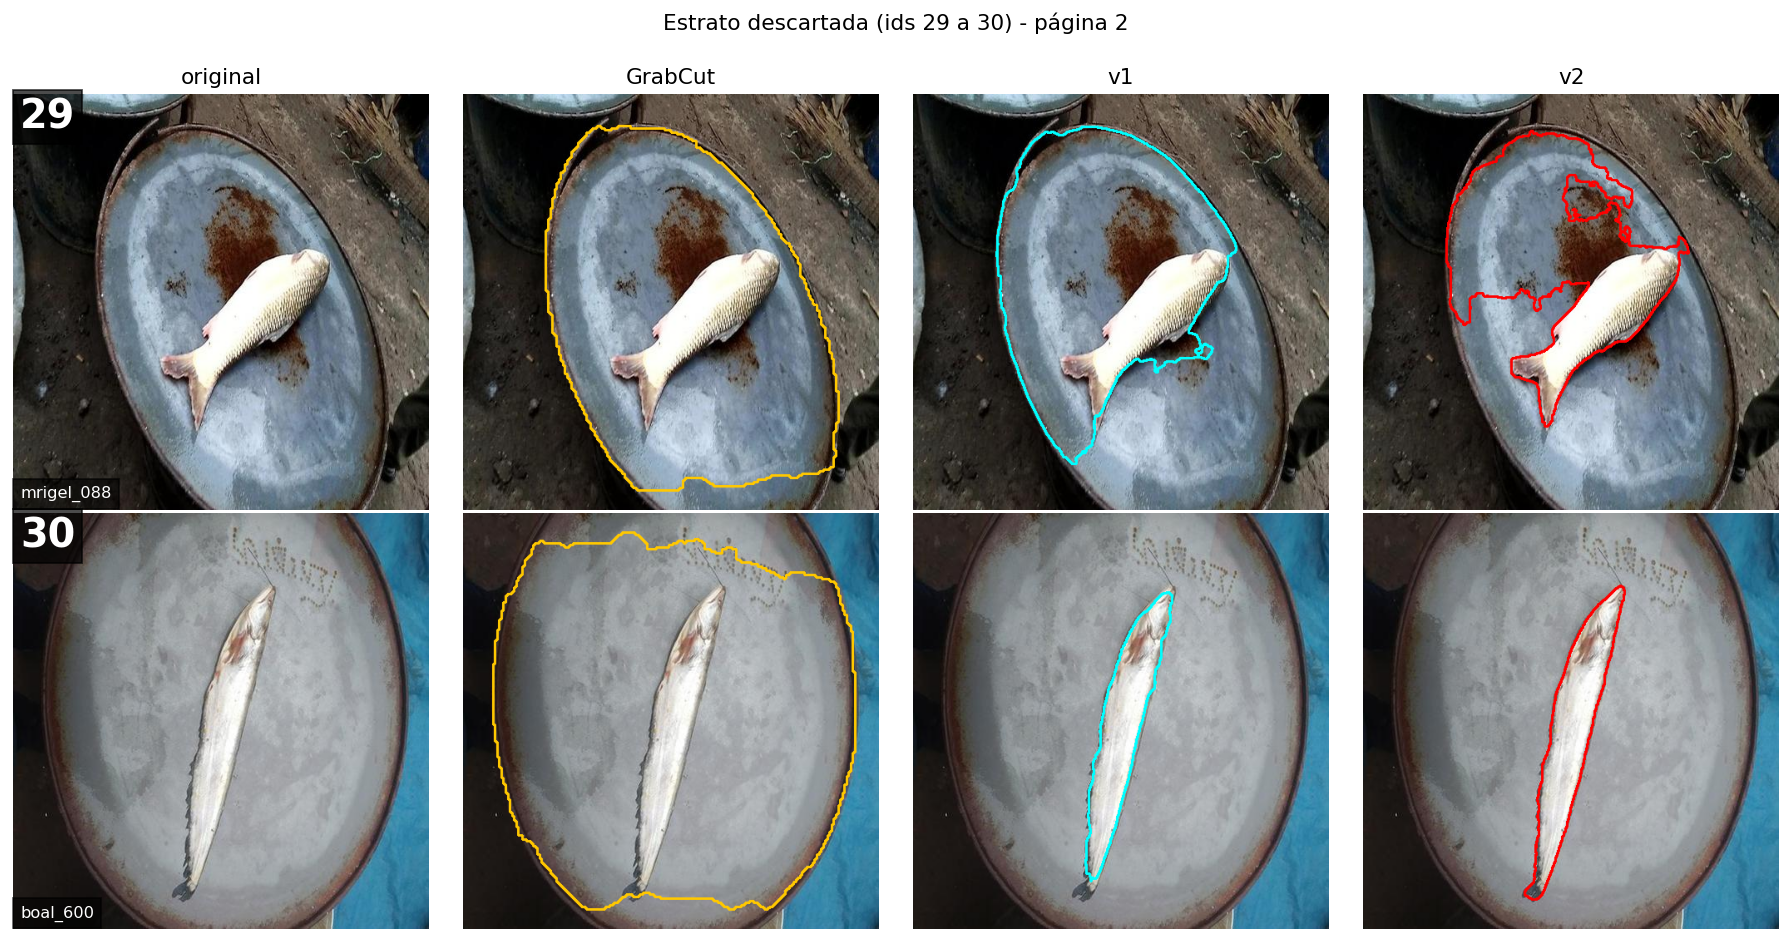 Estrato descartada (ids 29 a 30) - página 2
original GrabCut v1 v2
29
mrigel_088
30
boal_600